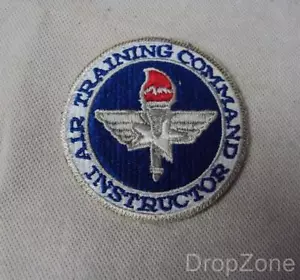 AIR TRAINING COMMAND
INSTRUCTOR
DropZone